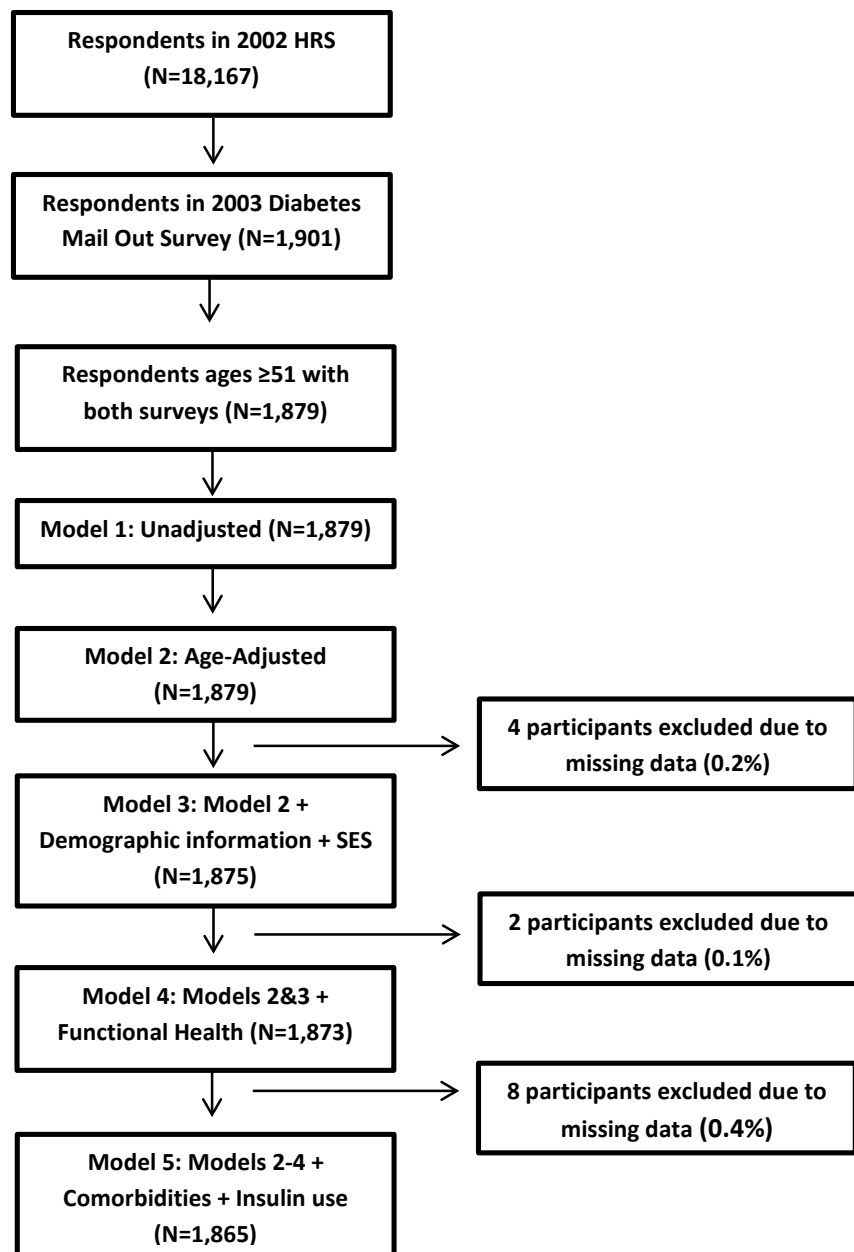 Respondents in 2002 HRS
(N=18,167)
Respondents in 2003 Diabetes
Mail Out Survey (N=1,901)
Respondents ages ≥51 with
both surveys (N=1,879)
Model 1: Unadjusted (N=1,879)
Model 2: Age-Adjusted
(N=1,879)
4 participants excluded due to
missing data (0.2%)
Model 3: Model 2 +
Demographic information + SES
(N=1,875)
2 participants excluded due to
missing data (0.1%)
Model 4: Models 2&3 +
Functional Health (N=1,873)
8 participants excluded due to
missing data (0.4%)
Model 5: Models 2-4 +
Comorbidities + Insulin use
(N=1,865)